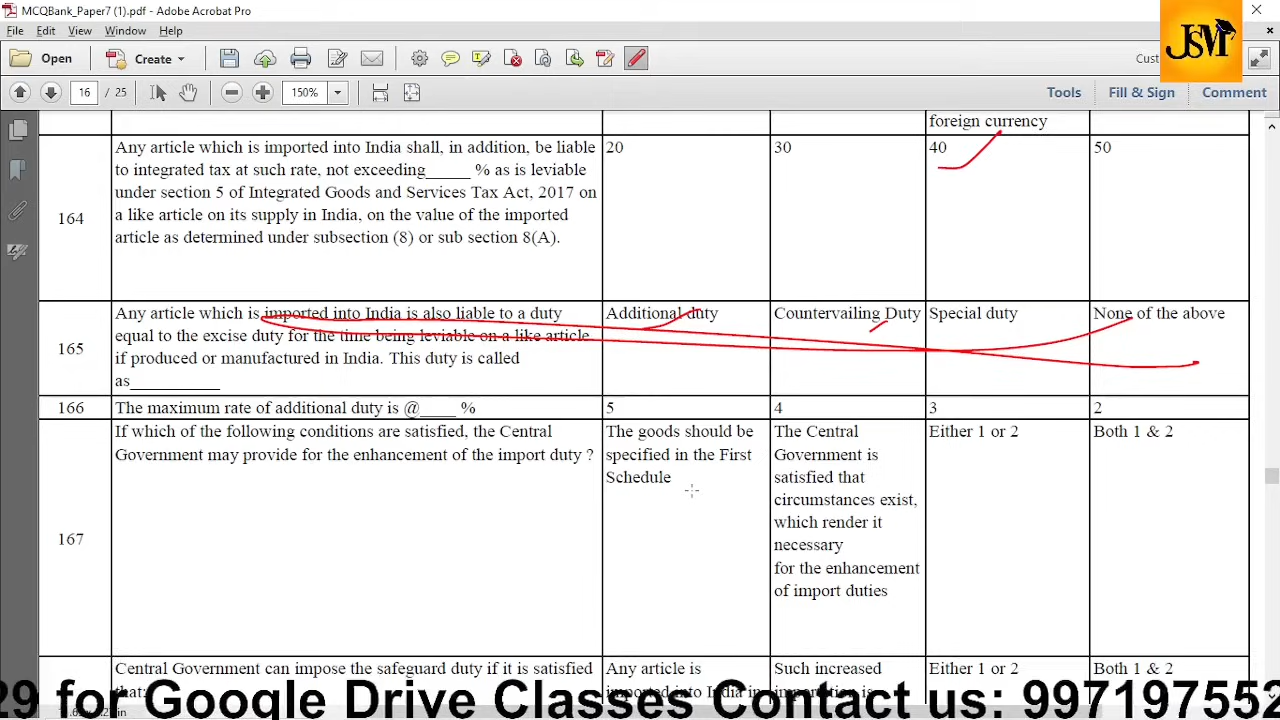 MCQBank_Paper7 (1).pdf - Adobe Acrobat Pro
File Edit View Window Help
JSM
Open Create Cust
16 / 25 150% Tools Fill & Sign Comment
foreign currency
164
Any article which is imported into India shall, in addition, be liable
to integrated tax at such rate, not exceeding_____ % as is leviable
under section 5 of Integrated Goods and Services Tax Act, 2017 on
a like article on its supply in India, on the value of the imported
article as determined under subsection (8) or sub section 8(A).
20
30
40
50
165
Any article which is imported into India is also liable to a duty
equal to the excise duty for the time being leviable on a like article
if produced or manufactured in India. This duty is called
as__________
Additional duty
Countervailing Duty
Special duty
None of the above
166
The maximum rate of additional duty is @____ %
5
4
3
2
167
If which of the following conditions are satisfied, the Central
Government may provide for the enhancement of the import duty ?
The goods should be
specified in the First
Schedule
The Central
Government is
satisfied that
circumstances exist,
which render it
necessary
for the enhancement
of import duties
Either 1 or 2
Both 1 & 2
Central Government can impose the safeguard duty if it is satisfied
that:
Any article is
imported into India in
Such increased
importation is
Either 1 or 2
Both 1 & 2
29 for Google Drive Classes Contact us: 997197552